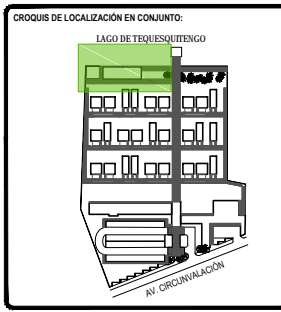 CROQUIS DE LOCALIZACIÓN EN CONJUNTO:
LAGO DE TEQUESQUITENGO
AV. CIRCUNVALACIÓN